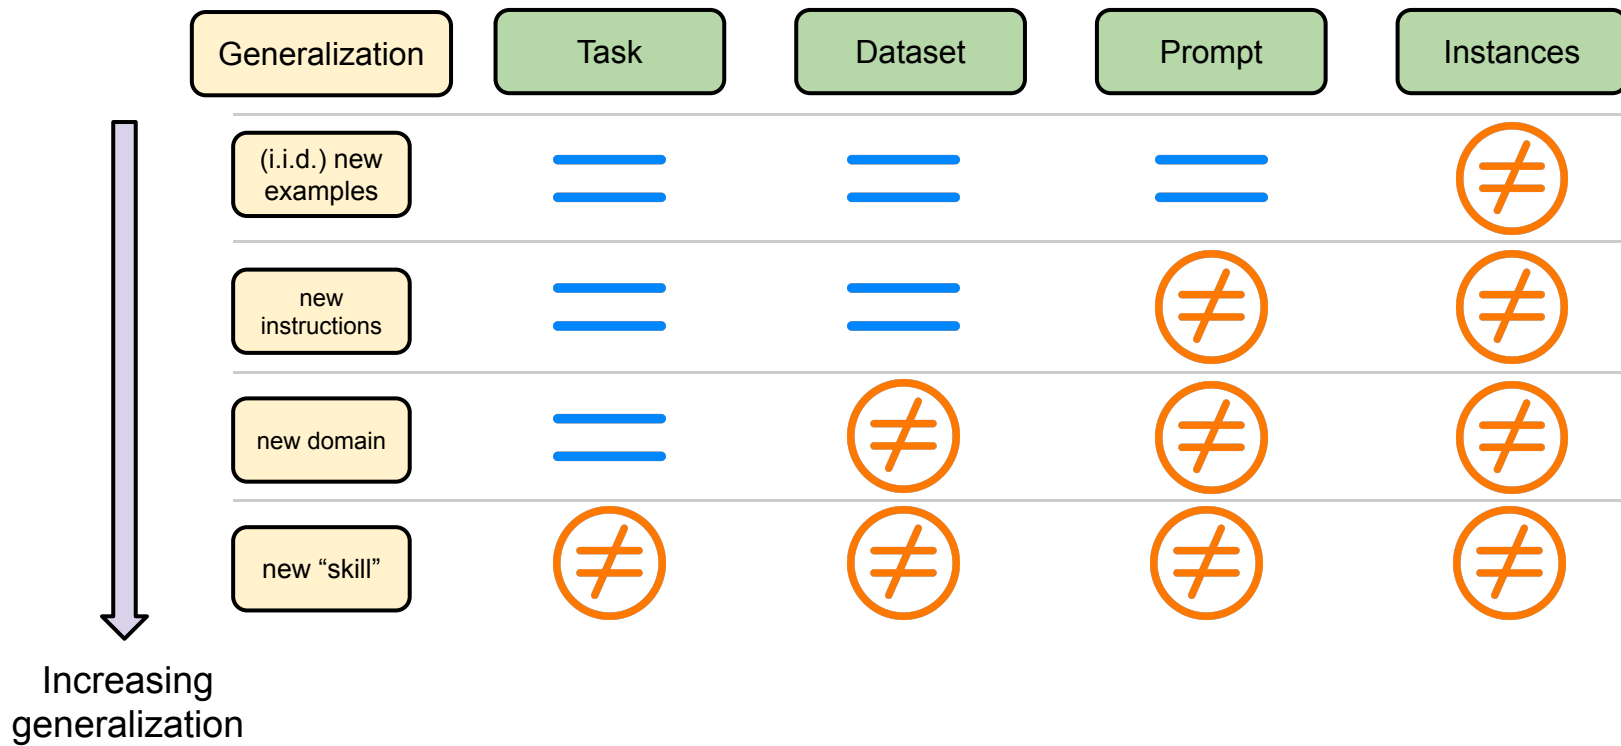 Generalization
Task
Dataset
Prompt
Instances
(i.i.d.) new
examples
new
instructions
new domain
new “skill”
Increasing
generalization